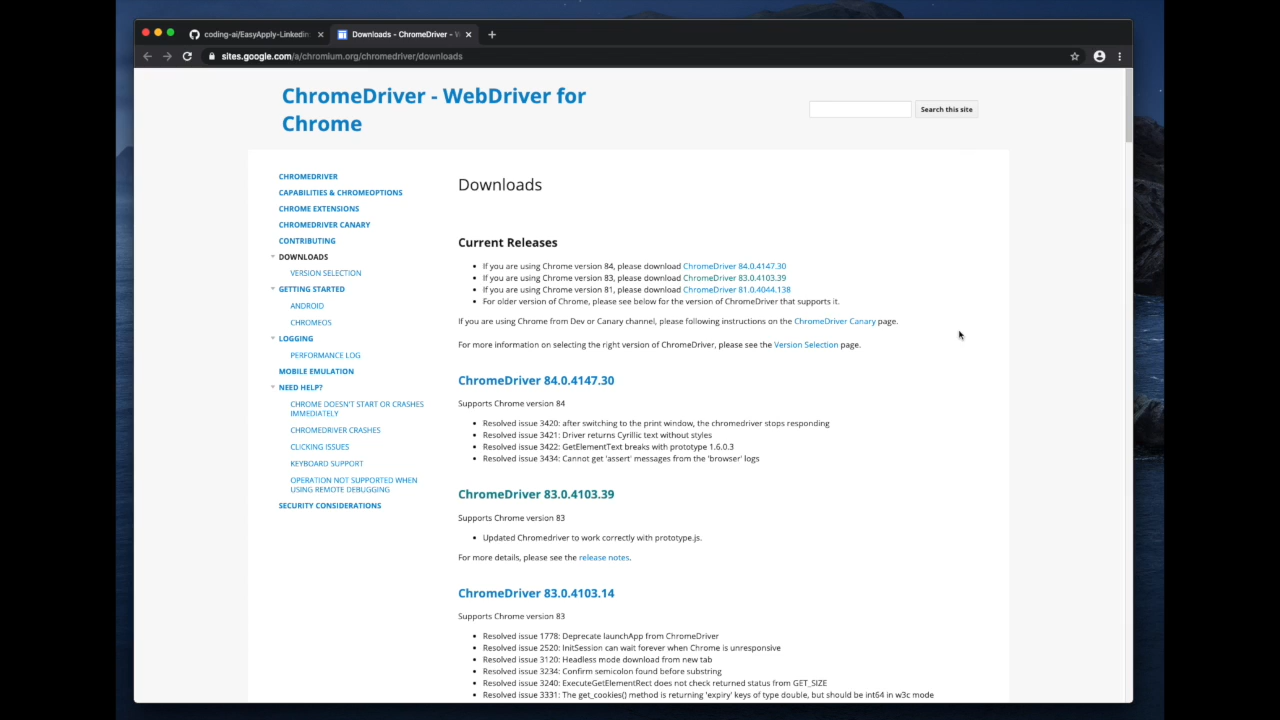 coding-ai/EasyApply-Linkedin
Downloads - ChromeDriver - W
sites.google.com/a/chromium.org/chromedriver/downloads
ChromeDriver - WebDriver for
Chrome
Search this site
CHROMEDRIVER
CAPABILITIES & CHROMEOPTIONS
CHROME EXTENSIONS
CHROMEDRIVER CANARY
CONTRIBUTING
DOWNLOADS
VERSION SELECTION
GETTING STARTED
ANDROID
CHROMEOS
LOGGING
PERFORMANCE LOG
MOBILE EMULATION
NEED HELP?
CHROME DOESN'T START OR CRASHES
IMMEDIATELY
CHROMEDRIVER CRASHES
CLICKING ISSUES
KEYBOARD SUPPORT
OPERATION NOT SUPPORTED WHEN
USING REMOTE DEBUGGING
SECURITY CONSIDERATIONS
Downloads
Current Releases
• If you are using Chrome version 84, please download ChromeDriver 84.0.4147.30
• If you are using Chrome version 83, please download ChromeDriver 83.0.4103.39
• If you are using Chrome version 81, please download ChromeDriver 81.0.4044.138
• For older version of Chrome, please see below for the version of ChromeDriver that supports it.
If you are using Chrome from Dev or Canary channel, please following instructions on the ChromeDriver Canary page.
For more information on selecting the right version of ChromeDriver, please see the Version Selection page.
ChromeDriver 84.0.4147.30
Supports Chrome version 84
• Resolved issue 3420: after switching to the print window, the chromedriver stops responding
• Resolved issue 3421: Driver returns Cyrillic text without styles
• Resolved issue 3422: GetElementText breaks with prototype 1.6.0.3
• Resolved issue 3434: Cannot get 'assert' messages from the 'browser' logs
ChromeDriver 83.0.4103.39
Supports Chrome version 83
• Updated Chromedriver to work correctly with prototype.js.
For more details, please see the release notes.
ChromeDriver 83.0.4103.14
Supports Chrome version 83
• Resolved issue 1778: Deprecate launchApp from ChromeDriver
• Resolved issue 2520: InitSession can wait forever when Chrome is unresponsive
• Resolved issue 3120: Headless mode download from new tab
• Resolved issue 3234: Confirm semicolon found before substring
• Resolved issue 3240: ExecuteGetElementRect does not check returned status from GET_SIZE
• Resolved issue 3331: The get_cookies() method is returning 'expiry' keys of type double, but should be int64 in w3c mode